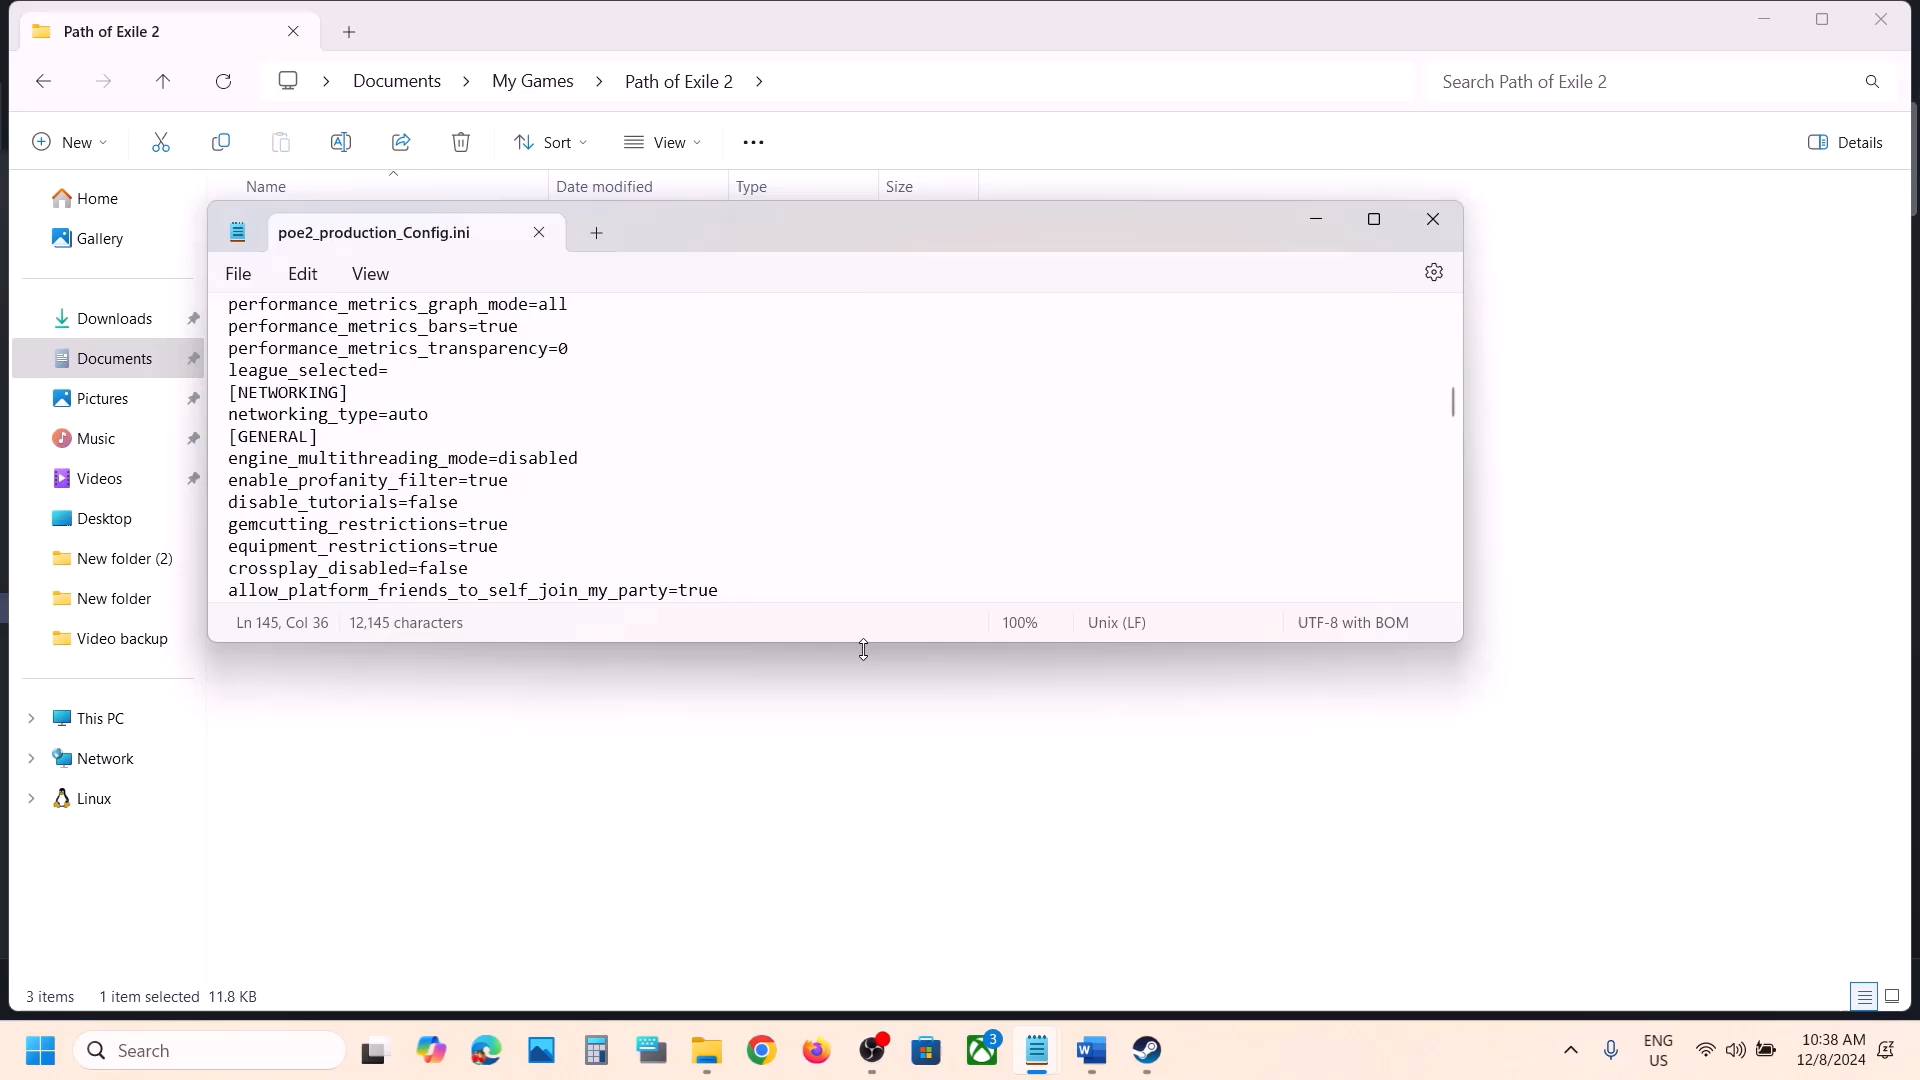 Path of Exile 2
Documents
My Games
Path of Exile 2
Search Path of Exile 2
New
Sort
View
Details
Name
Date modified
Type
Size
Home
Gallery
Downloads
Documents
Pictures
Music
Videos
Desktop
New folder (2)
New folder
Video backup
This PC
Network
Linux
poe2_production_Config.ini
File
Edit
View
performance_metrics_graph_mode=all
performance_metrics_bars=true
performance_metrics_transparency=0
league_selected=
[NETWORKING]
networking_type=auto
[GENERAL]
engine_multithreading_mode=disabled
enable_profanity_filter=true
disable_tutorials=false
gemcutting_restrictions=true
equipment_restrictions=true
crossplay_disabled=false
allow_platform_friends_to_self_join_my_party=true
Ln 145, Col 36
12,145 characters
100%
Unix (LF)
UTF-8 with BOM
3 items
1 item selected
11.8 KB
Search
3
ENG
US
10:38 AM
12/8/2024